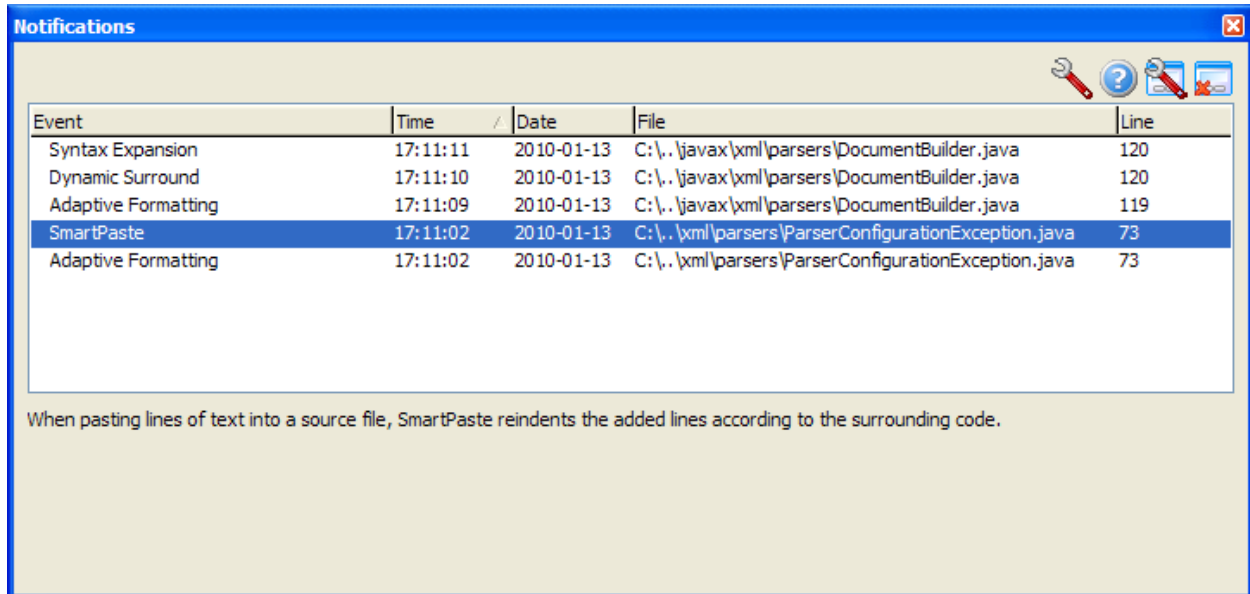 Notifications
Event Time Date File Line
Syntax Expansion 17:11:11 2010-01-13 C:\..\javax\xml\parsers\DocumentBuilder.java 120
Dynamic Surround 17:11:10 2010-01-13 C:\..\javax\xml\parsers\DocumentBuilder.java 120
Adaptive Formatting 17:11:09 2010-01-13 C:\..\javax\xml\parsers\DocumentBuilder.java 119
SmartPaste 17:11:02 2010-01-13 C:\..\xml\parsers\ParserConfigurationException.java 73
Adaptive Formatting 17:11:02 2010-01-13 C:\..\xml\parsers\ParserConfigurationException.java 73
When pasting lines of text into a source file, SmartPaste reindents the added lines according to the surrounding code.